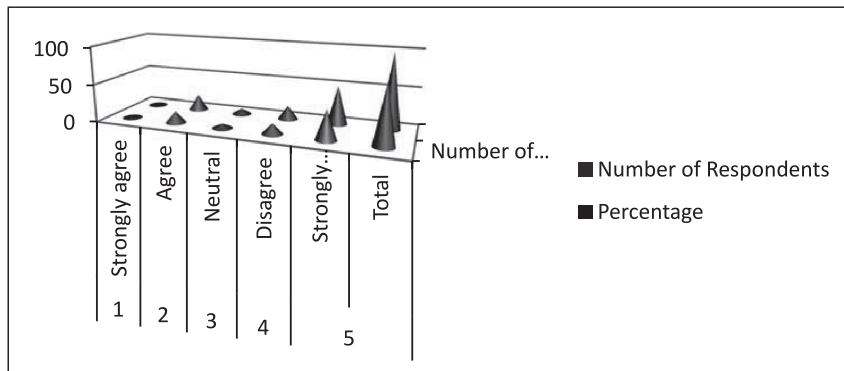 100
50
0
Strongly agree
Agree
Neutral
Disagree
Strongly...
Total
1
2
3
4
5
Number of...
Number of Respondents
Percentage